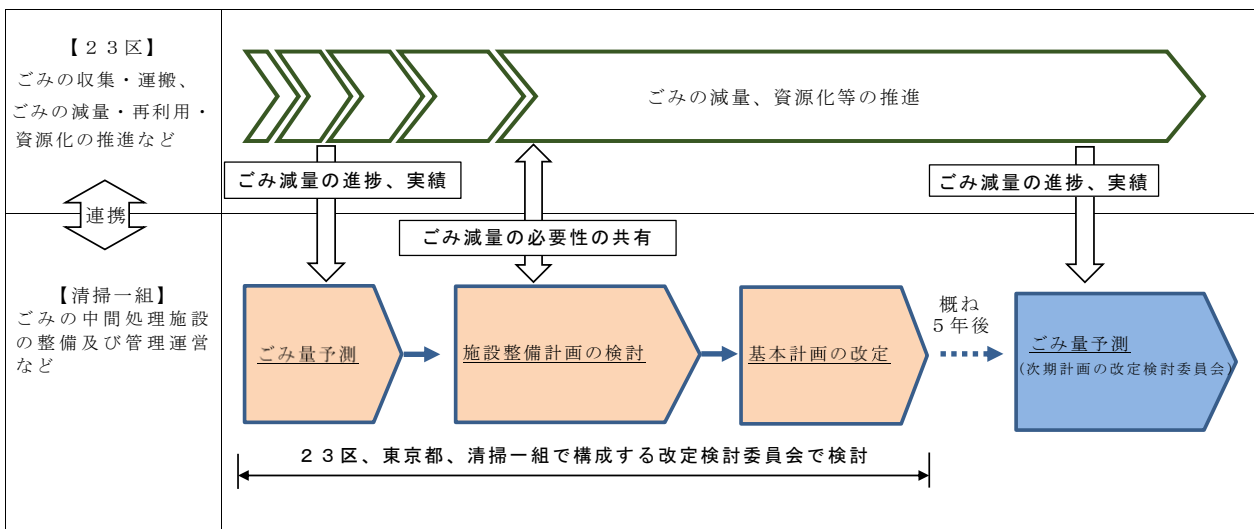 【２３区】
ごみの収集・運搬、
ごみの減量・再利用・
資源化の推進など
ごみの減量、資源化等の推進
ごみ減量の進捗、実績
ごみ減量の必要性の共有
ごみ減量の進捗、実績
連携
【清掃一組】
ごみの中間処理施設
の整備及び管理運営
など
ごみ量予測
施設整備計画の検討
基本計画の改定
概ね
５年後
ごみ量予測
(次期計画の改定検討委員会)
２３区、東京都、清掃一組で構成する改定検討委員会で検討